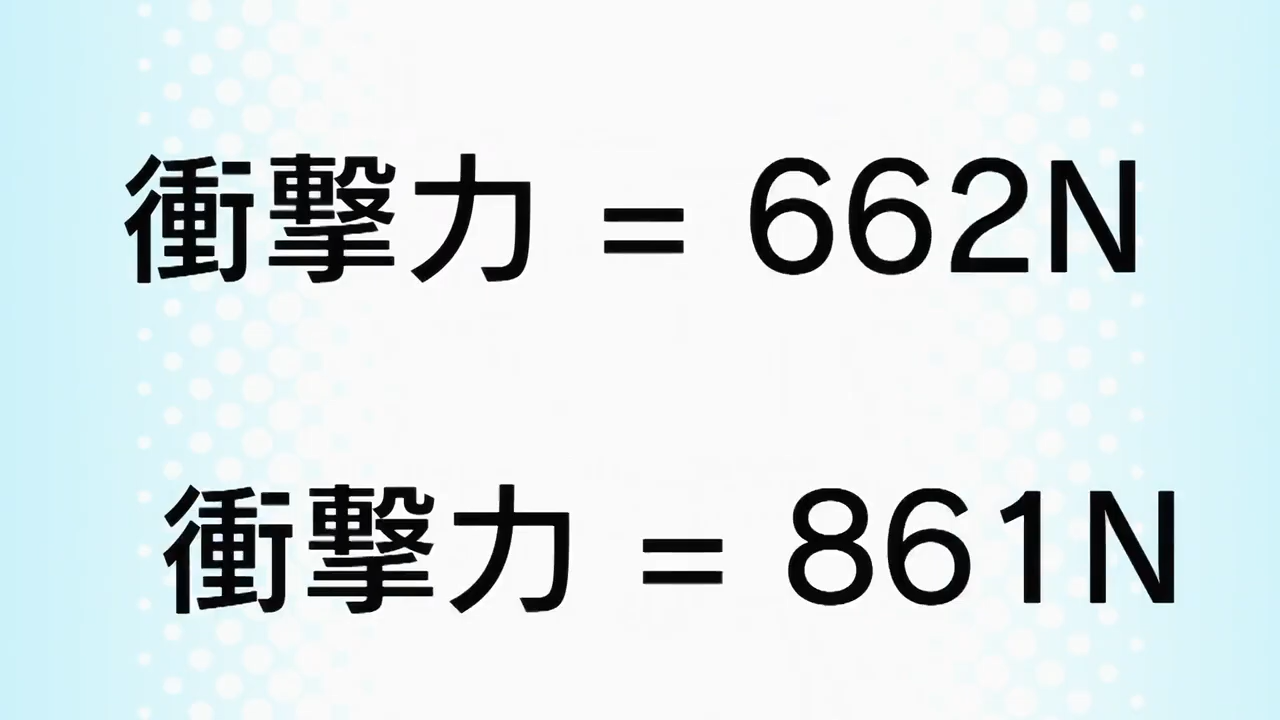 衝撃力 = 662N
衝撃力 = 861N